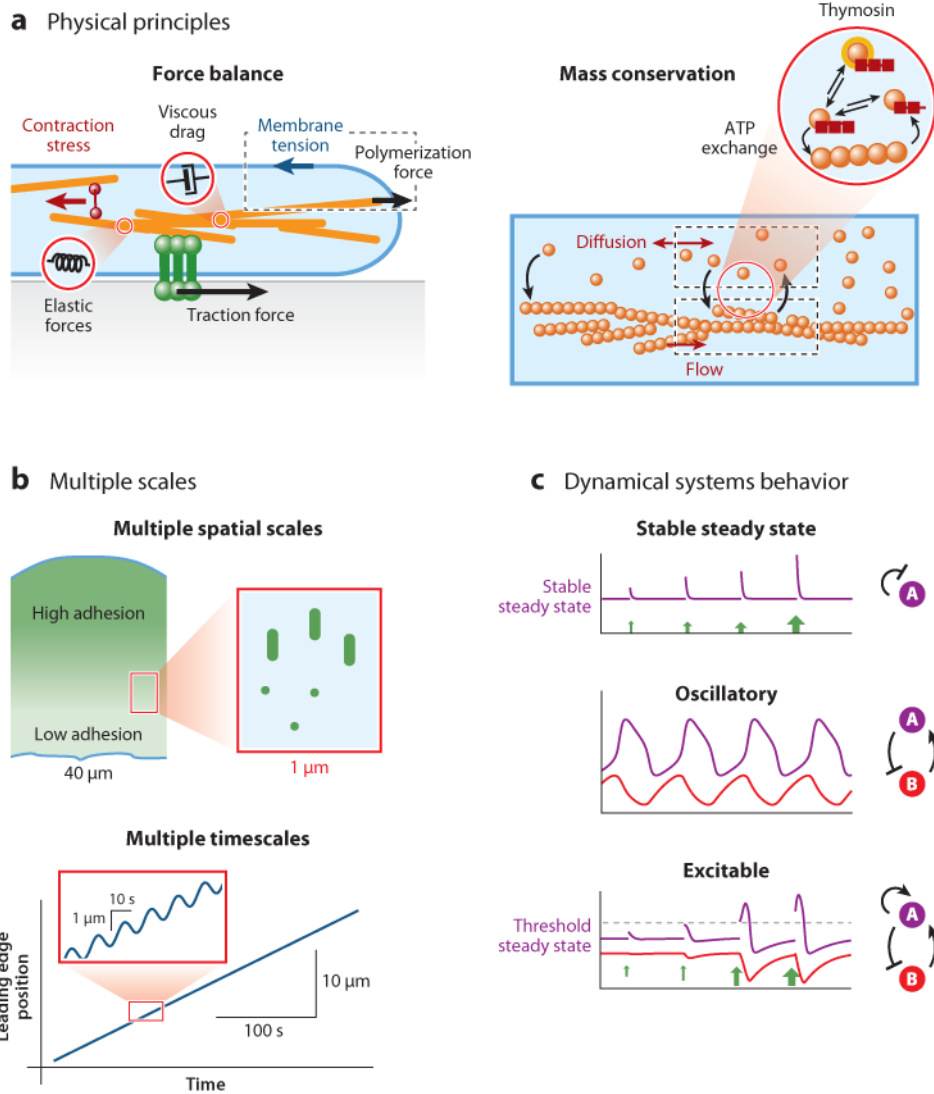 a Physical principles
Force balance
Contraction
stress
Viscous
drag
Membrane
tension
Polymerization
force
Elastic
forces
Traction force
Mass conservation
Thymosin
ATP
exchange
Diffusion
Flow
b Multiple scales
Multiple spatial scales
High adhesion
Low adhesion
40 µm
1 µm
Multiple timescales
Leading edge
position
10 s
1 µm
10 µm
100 s
Time
c Dynamical systems behavior
Stable steady state
Stable
steady state
A
Oscillatory
A
B
Excitable
Threshold
steady state
A
B